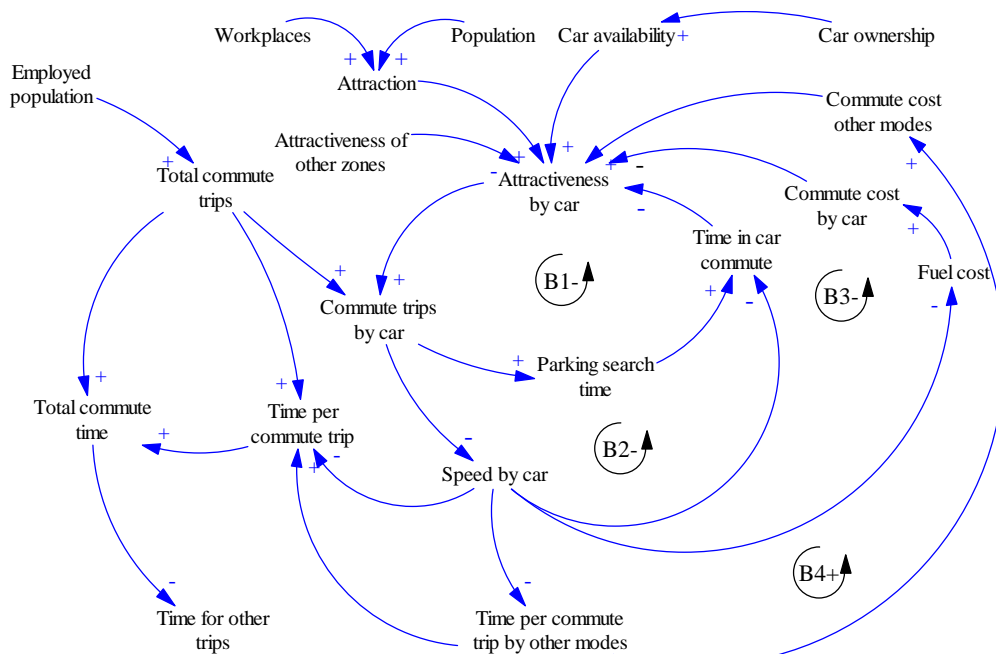 Workplaces
Population
Car availability
+
Car ownership
+
+
Employed
population
Attraction
Commute cost
other modes
Attractiveness of
other zones
+
+
+
-
+
+
Total commute
trips
-
Attractiveness
by car
Commute cost
by car
-
Time in car
commute
+
Fuel cost
+
+
B1-
B3-
-
Commute trips
by car
+
-
+
Parking search
time
Total commute
time
+
+
Time per
commute trip
+
-
+
-
B2-
Speed by car
B4+
-
-
Time for other
trips
Time per commute
trip by other modes